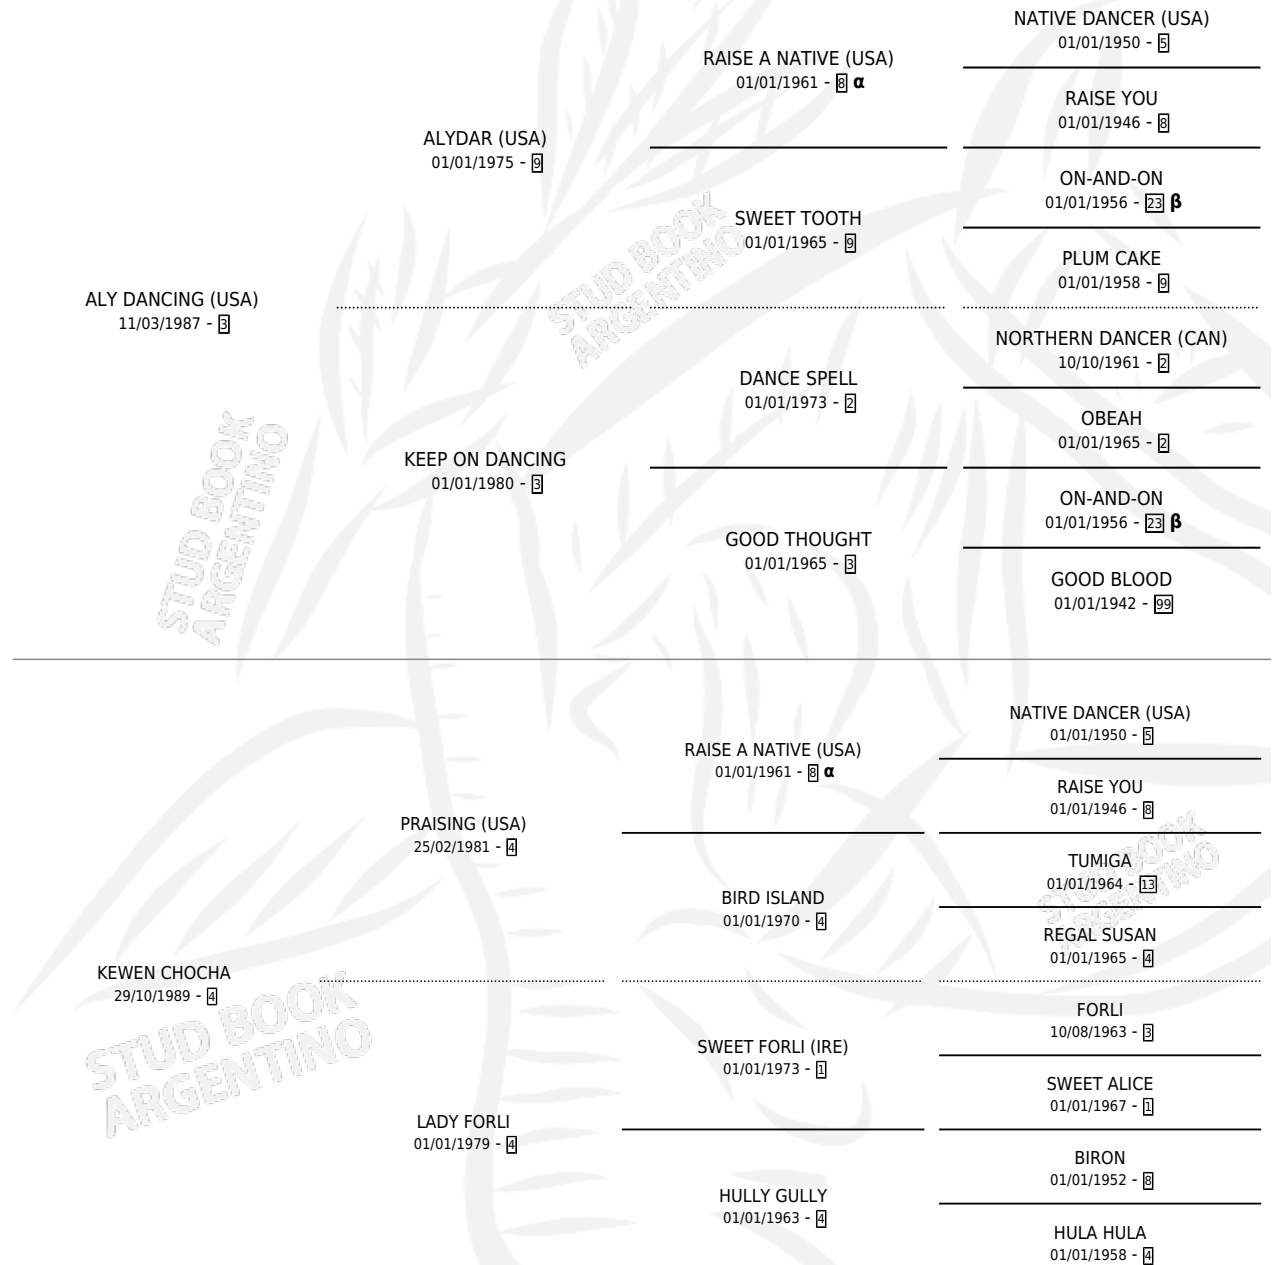 NATIVE DANCER (USA)
01/01/1950 - 5
RAISE A NATIVE (USA)
01/01/1961 - 8 α
RAISE YOU
01/01/1946 - 8
ALYDAR (USA)
01/01/1975 - 9
ON-AND-ON
01/01/1956 - 23 β
SWEET TOOTH
01/01/1965 - 9
PLUM CAKE
01/01/1958 - 9
ALY DANCING (USA)
11/03/1987 - 3
NORTHERN DANCER (CAN)
10/10/1961 - 2
DANCE SPELL
01/01/1973 - 2
OBEAH
01/01/1965 - 2
KEEP ON DANCING
01/01/1980 - 3
ON-AND-ON
01/01/1956 - 23 β
GOOD THOUGHT
01/01/1965 - 3
GOOD BLOOD
01/01/1942 - 99
NATIVE DANCER (USA)
01/01/1950 - 5
RAISE A NATIVE (USA)
01/01/1961 - 8 α
RAISE YOU
01/01/1946 - 8
PRAISING (USA)
25/02/1981 - 4
TUMIGA
01/01/1964 - 13
BIRD ISLAND
01/01/1970 - 4
REGAL SUSAN
01/01/1965 - 4
KEWEN CHOCHA
29/10/1989 - 4
FORLI
10/08/1963 - 3
SWEET FORLI (IRE)
01/01/1973 - 1
SWEET ALICE
01/01/1967 - 1
LADY FORLI
01/01/1979 - 4
BIRON
01/01/1952 - 8
HULLY GULLY
01/01/1963 - 4
HULA HULA
01/01/1958 - 4
STUD BOOK
ARGENTINO
STUD BOOK
ARGENTINO
STUD BOOK
ARGENTINO
STUD BOOK
ARGENTINO